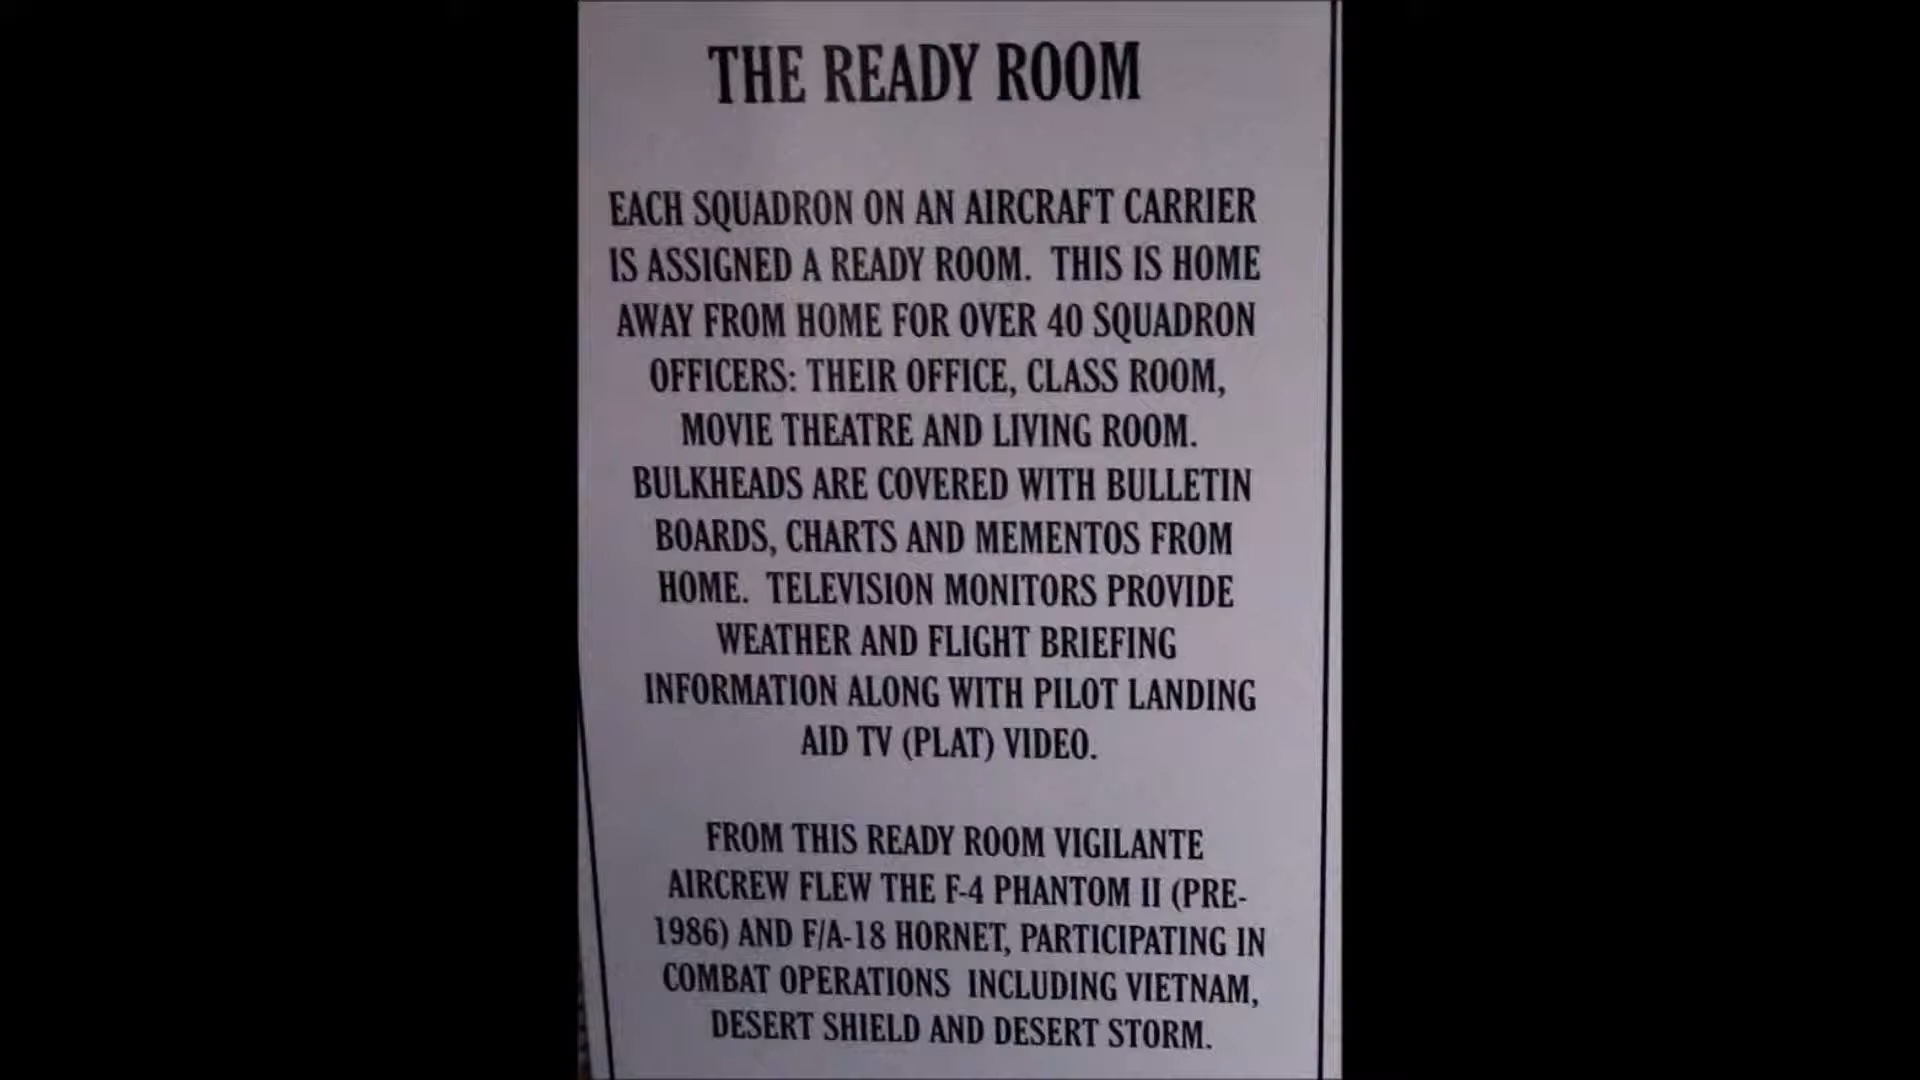 THE READY ROOM
EACH SQUADRON ON AN AIRCRAFT CARRIER
IS ASSIGNED A READY ROOM. THIS IS HOME
AWAY FROM HOME FOR OVER 40 SQUADRON
OFFICERS: THEIR OFFICE, CLASS ROOM,
MOVIE THEATRE AND LIVING ROOM.
BULKHEADS ARE COVERED WITH BULLETIN
BOARDS, CHARTS AND MEMENTOS FROM
HOME. TELEVISION MONITORS PROVIDE
WEATHER AND FLIGHT BRIEFING
INFORMATION ALONG WITH PILOT LANDING
AID TV (PLAT) VIDEO.
FROM THIS READY ROOM VIGILANTE
AIRCREW FLEW THE F-4 PHANTOM II (PRE-
1986) AND F/A-18 HORNET, PARTICIPATING IN
COMBAT OPERATIONS INCLUDING VIETNAM,
DESERT SHIELD AND DESERT STORM.